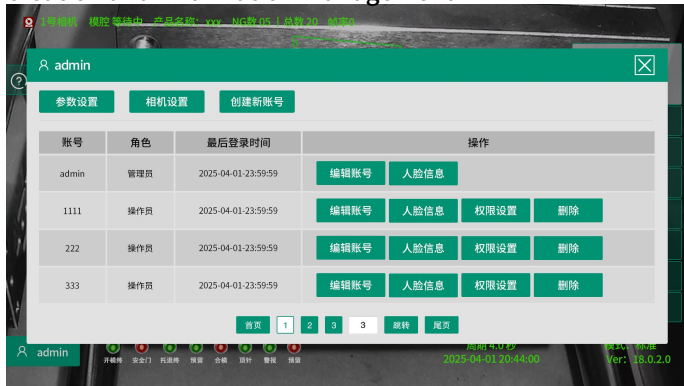 1号相机 模腔等待中 产品名称: xxx NG数 05 | 总数 20 帧率0
admin
参数设置 相机设置 创建新账号
账号 角色 最后登录时间 操作
admin 管理员 2025-04-01-23:59:59 编辑账号 人脸信息
1111 操作员 2025-04-01-23:59:59 编辑账号 人脸信息 权限设置 删除
222 操作员 2025-04-01-23:59:59 编辑账号 人脸信息 权限设置 删除
333 操作员 2025-04-01-23:59:59 编辑账号 人脸信息 权限设置 删除
首页 1 2 3 3 跳转 尾页
admin
开模终 安全门 托退终 预留 合模 顶针 警报 预留
周期 4.0 秒
2025-04-01 20:44:00
模式: 标准
Ver: 18.0.2.0